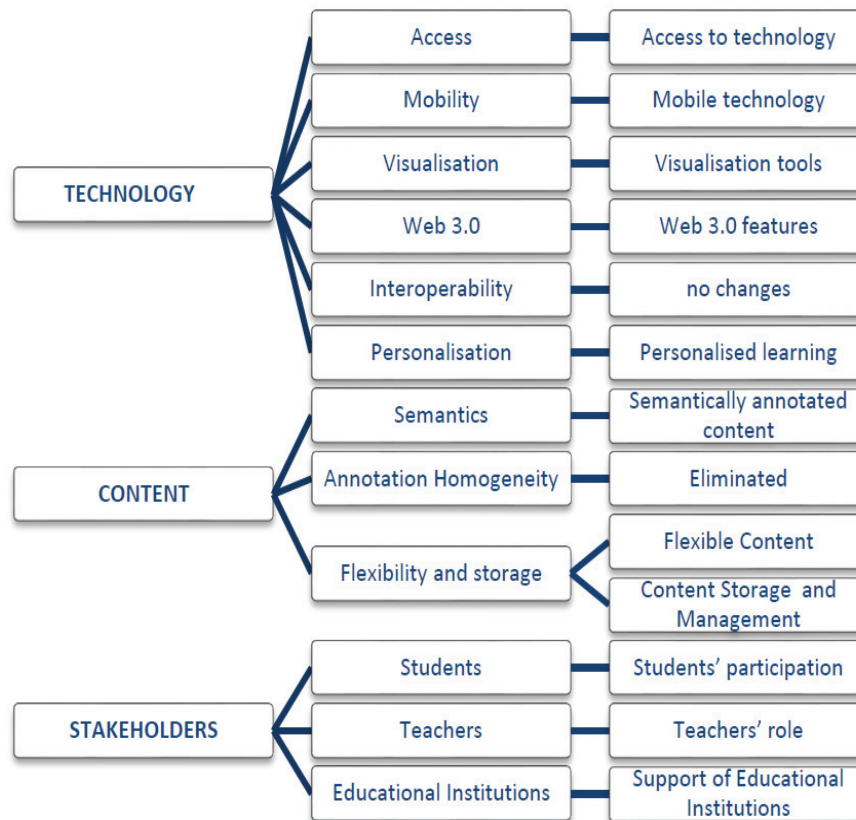 Access
Access to technology
Mobility
Mobile technology
TECHNOLOGY
Visualisation
Visualisation tools
Web 3.0
Web 3.0 features
Interoperability
no changes
Personalisation
Personalised learning
CONTENT
Semantics
Semantically annotated
content
Annotation Homogeneity
Eliminated
Flexibility and storage
Flexible Content
Content Storage  and
Management
STAKEHOLDERS
Students
Students’ participation
Teachers
Teachers’ role
Educational Institutions
Support of Educational
Institutions